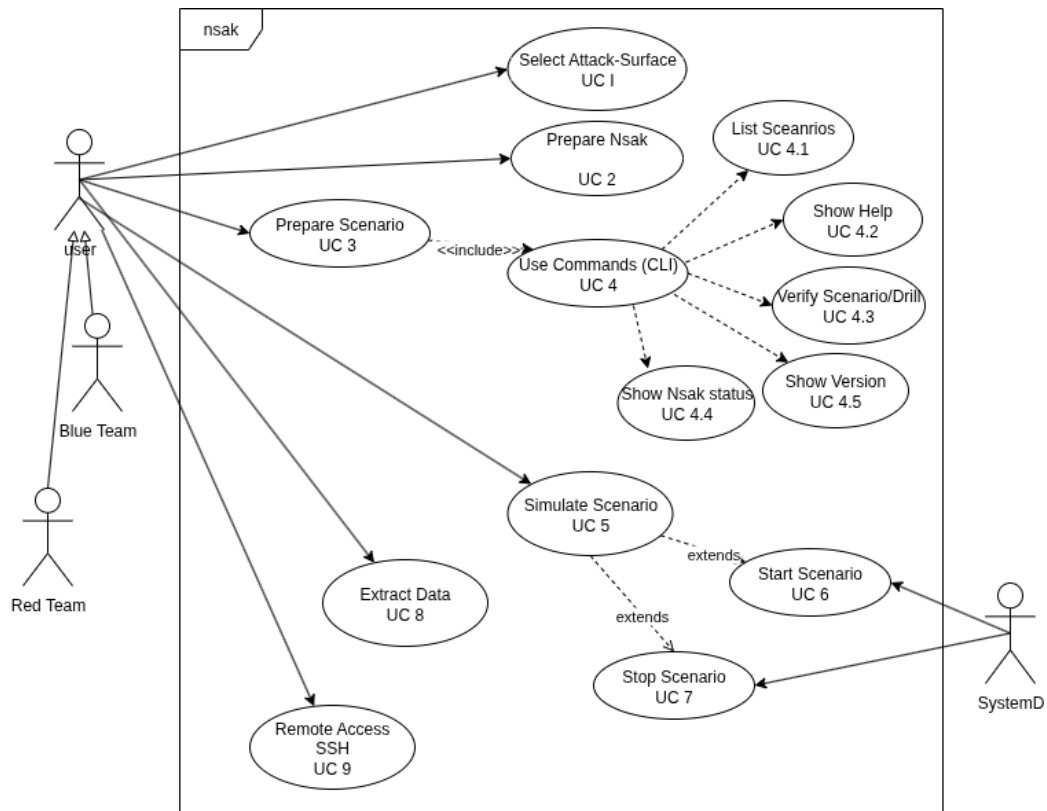 nsak
Select Attack-Surface
UC I
Prepare Nsak
UC 2
List Sceanrios
UC 4.1
user
Prepare Scenario
UC 3
<<include>>
Show Help
UC 4.2
Use Commands (CLI)
UC 4
Verify Scenario/Drill
UC 4.3
Show Nsak status
UC 4.4
Show Version
UC 4.5
Blue Team
Simulate Scenario
UC 5
extends
Start Scenario
UC 6
Red Team
Extract Data
UC 8
extends
Stop Scenario
UC 7
SystemD
Remote Access
SSH
UC 9